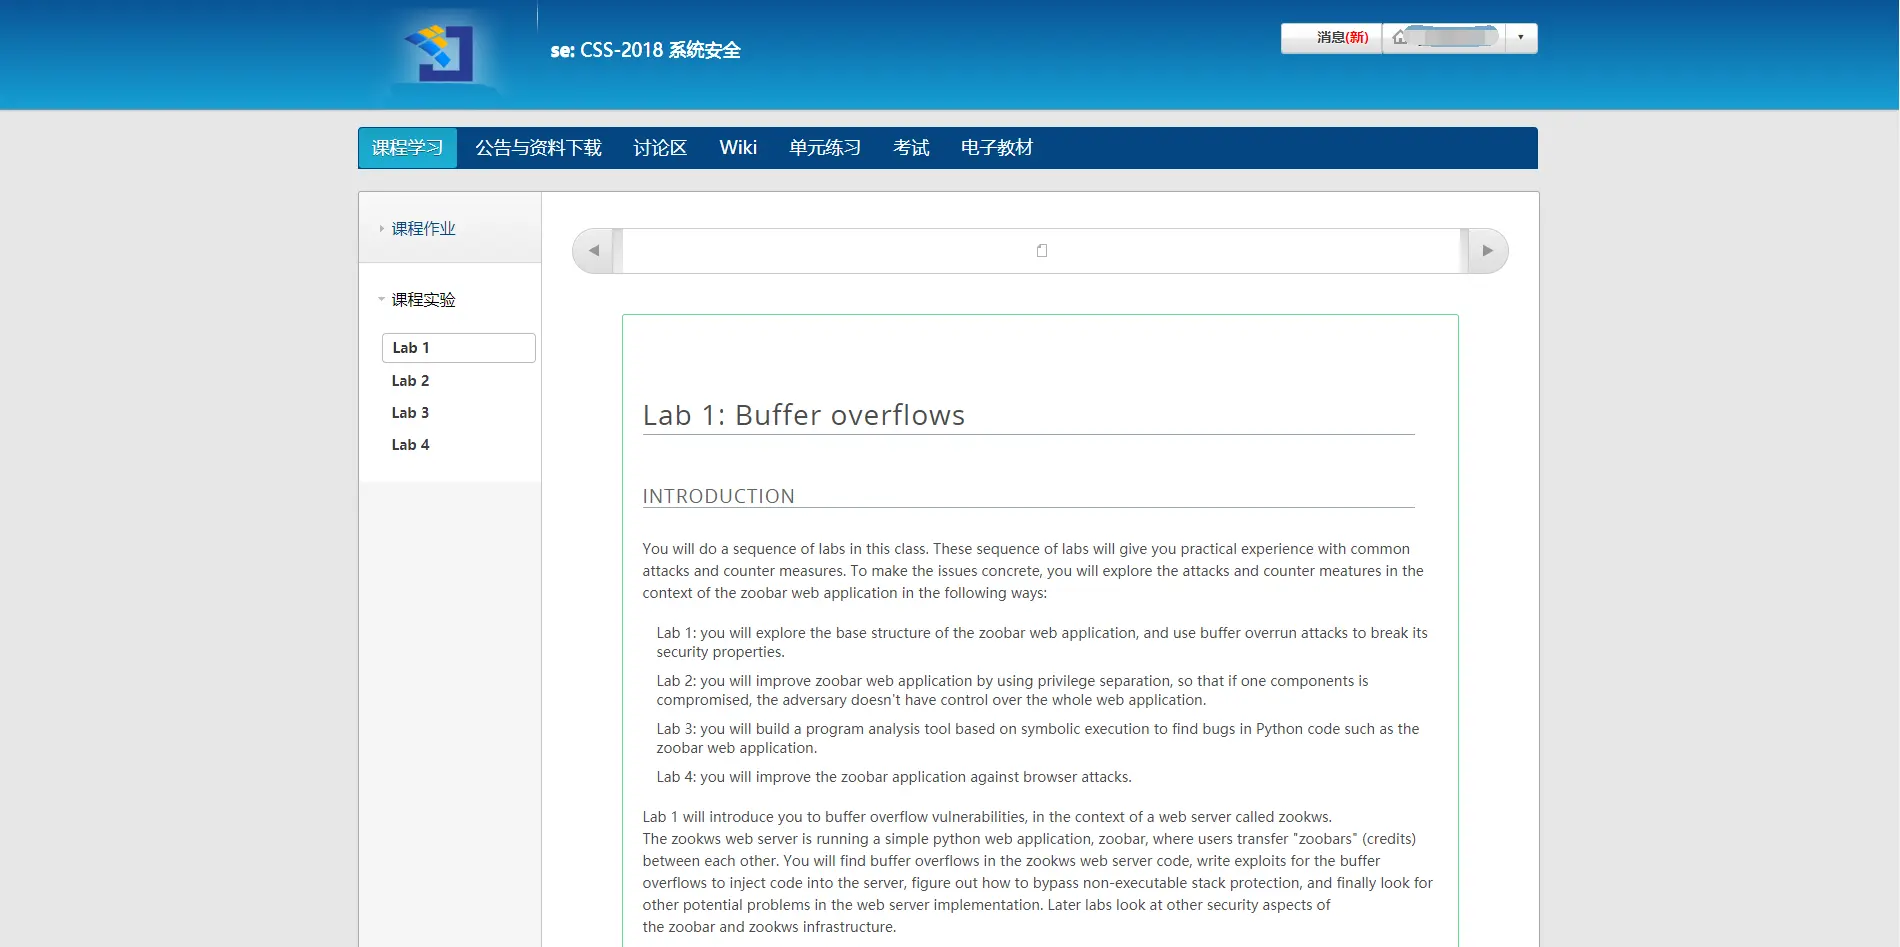 se: CSS-2018 系统安全
消息(新)
课程学习 公告与资料下载 讨论区 Wiki 单元练习 考试 电子教材
课程作业
课程实验
Lab 1
Lab 2
Lab 3
Lab 4
Lab 1: Buffer overflows
INTRODUCTION
You will do a sequence of labs in this class. These sequence of labs will give you practical experience with common
attacks and counter measures. To make the issues concrete, you will explore the attacks and counter meatures in the
context of the zoobar web application in the following ways:
Lab 1: you will explore the base structure of the zoobar web application, and use buffer overrun attacks to break its
security properties.
Lab 2: you will improve zoobar web application by using privilege separation, so that if one components is
compromised, the adversary doesn't have control over the whole web application.
Lab 3: you will build a program analysis tool based on symbolic execution to find bugs in Python code such as the
zoobar web application.
Lab 4: you will improve the zoobar application against browser attacks.
Lab 1 will introduce you to buffer overflow vulnerabilities, in the context of a web server called zookws.
The zookws web server is running a simple python web application, zoobar, where users transfer "zoobars" (credits)
between each other. You will find buffer overflows in the zookws web server code, write exploits for the buffer
overflows to inject code into the server, figure out how to bypass non-executable stack protection, and finally look for
other potential problems in the web server implementation. Later labs look at other security aspects of
the zoobar and zookws infrastructure.